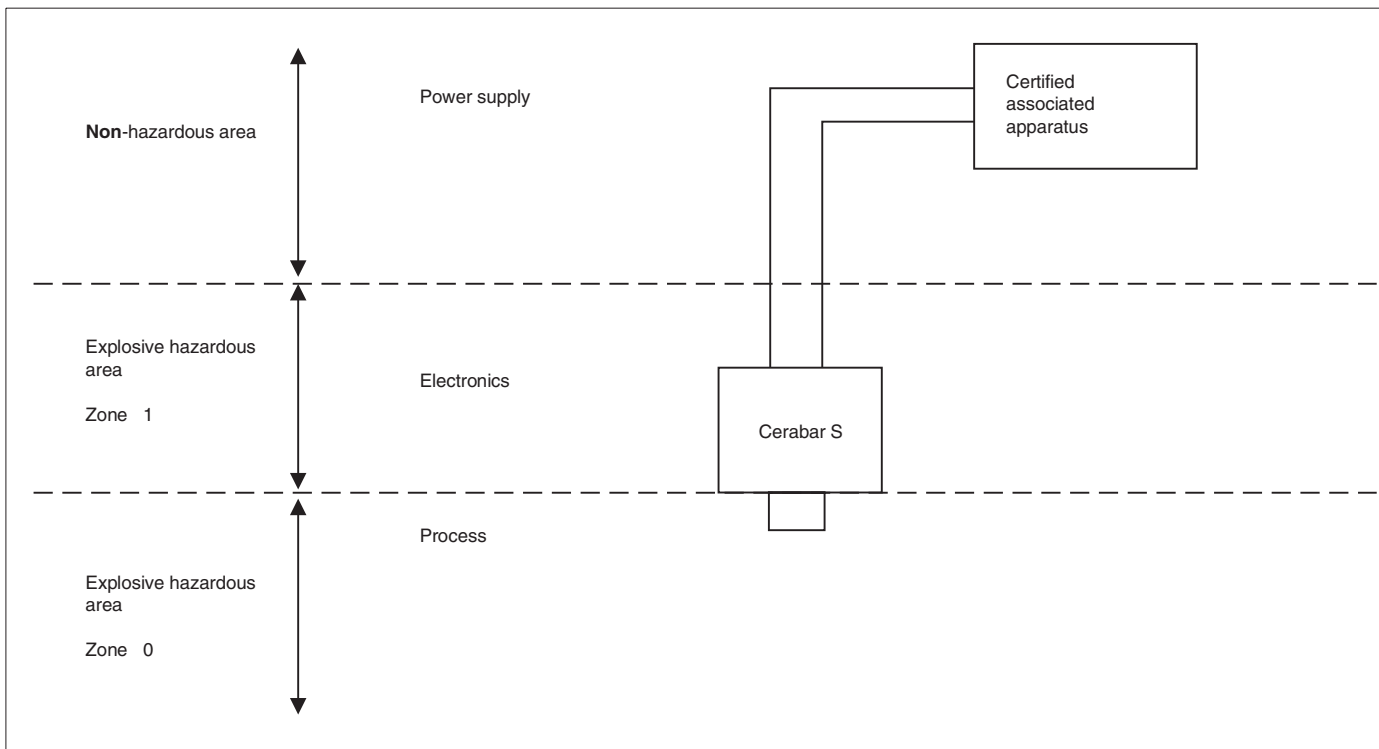 Non-hazardous area
Power supply
Certified
associated
apparatus
Explosive hazardous
area
Zone 1
Electronics
Cerabar S
Process
Explosive hazardous
area
Zone 0